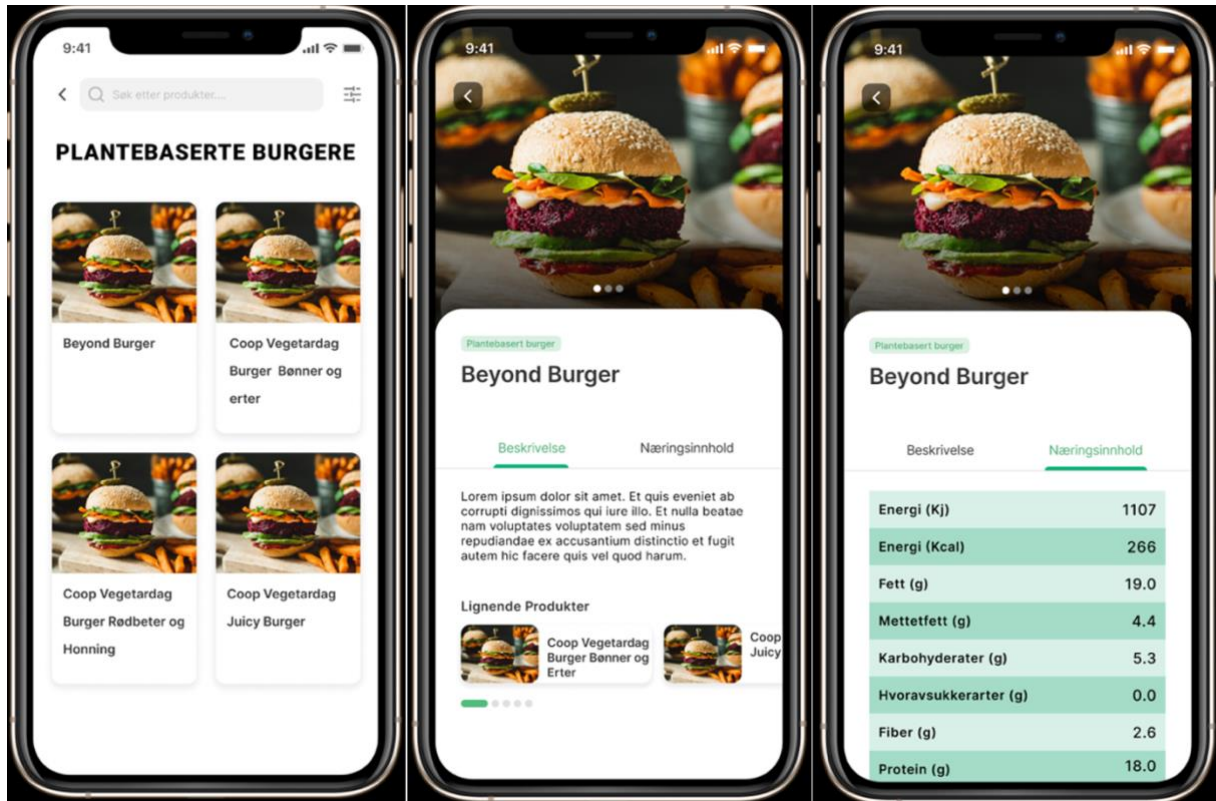 9:41
Søk etter produkter....
PLANTEBASERTE BURGERE
Beyond Burger
Coop Vegetardag
Burger Bønner og
erter
Coop Vegetardag
Burger Rødbeter og
Honning
Coop Vegetardag
Juicy Burger
9:41
Plantebasert burger
Beyond Burger
Beskrivelse
Næringsinnhold
Lorem ipsum dolor sit amet. Et quis eveniet ab
corrupti dignissimos qui iure illo. Et nulla beatae
nam voluptates voluptatem sed minus
repudiandae ex accusantium distinctio et fugit
autem hic facere quis vel quod harum.
Lignende Produkter
Coop Vegetardag
Burger Bønner og
Erter
Coop
Juicy
9:41
Plantebasert burger
Beyond Burger
Beskrivelse
Næringsinnhold
Energi (Kj) 1107
Energi (Kcal) 266
Fett (g) 19.0
Mettetfett (g) 4.4
Karbohyderater (g) 5.3
Hvoravsukkerarter (g) 0.0
Fiber (g) 2.6
Protein (g) 18.0